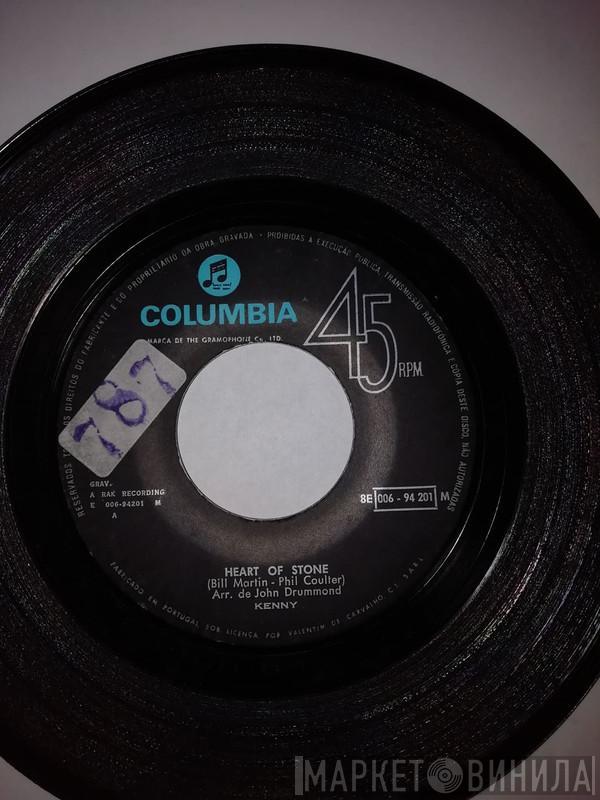 RESERVADOS TODOS OS DIREITOS DO FABRICANTE E DO PROPRIETÁRIO DA OBRA GRAVADA • PROIBIDAS A EXECUÇÃO PÚBLICA, TRANSMISSÃO RADIOFÓNICA E CÓPIA DESTE DISCO, NÃO AUTORIZADAS
COLUMBIA
MARCA DE THE GRAMOPHONE Co. LTD.
45 RPM
787
GRAV.
A RAK RECORDING
E 006-94201 M
A
8E 006 - 94 201 M
HEART OF STONE
(Bill Martin - Phil Coulter)
Arr. de John Drummond
KENNY
FABRICADO EM PORTUGAL, SOB LICENÇA, POR VALENTIM DE CARVALHO, C.I. S.A.R.L.
МАРКЕТ ВИНИЛА